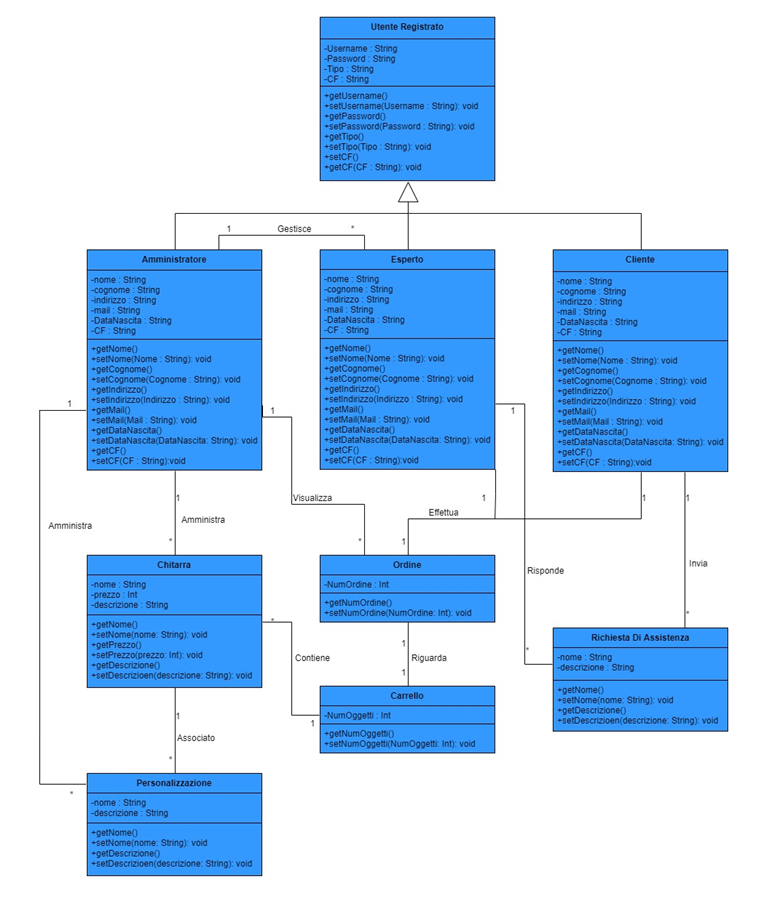 Utente Registrato
-Username : String
-Password : String
-Tipo : String
-CF : String
+getUsername()
+setUsername(Username : String): void
+getPassword()
+setPassword(Password : String): void
+getTipo()
+setTipo(Tipo : String): void
+setCF()
+getCF(CF : String): void
1
Gestisce
*
Amministratore
-nome : String
-cognome : String
-indirizzo : String
-mail : String
-DataNascita : String
-CF : String
+getNome()
+setNome(Nome : String): void
+getCognome()
+setCognome(Cognome : String): void
+getIndirizzo()
+setIndirizzo(Indirizzo : String): void
+getMail()
+setMail(Mail : String): void
+getDataNascita()
+setDataNascita(DataNascita: String): void
+getCF()
+setCF(CF : String):void
Esperto
-nome : String
-cognome : String
-indirizzo : String
-mail : String
-DataNascita : String
-CF : String
+getNome()
+setNome(Nome : String): void
+getCognome()
+setCognome(Cognome : String): void
+getIndirizzo()
+setIndirizzo(Indirizzo : String): void
+getMail()
+setMail(Mail : String): void
+getDataNascita()
+setDataNascita(DataNascita: String): void
+getCF()
+setCF(CF : String):void
Cliente
-nome : String
-cognome : String
-indirizzo : String
-mail : String
-DataNascita : String
-CF : String
+getNome()
+setNome(Nome : String): void
+getCognome()
+setCognome(Cognome : String): void
+getIndirizzo()
+setIndirizzo(Indirizzo : String): void
+getMail()
+setMail(Mail : String): void
+getDataNascita()
+setDataNascita(DataNascita: String): void
+getCF()
+setCF(CF : String): void
1
1
1
1
Visualizza
1
1
1
Amministra
Amministra
Effettua
*
*
1
Risponde
Invia
Chitarra
-nome : String
-prezzo : Int
-descrizione : String
+getNome()
+setNome(nome: String): void
+getPrezzo()
+setPrezzo(prezzo: Int): void
+getDescrizione()
+setDescrizioen(descrizione: String): void
Ordine
-NumOrdine : Int
+getNumOrdine()
+setNumOrdine(NumOrdine: Int): void
*
*
Richiesta Di Assistenza
-nome : String
-descrizione : String
+getNome()
+setNome(nome: String): void
+getDescrizione()
+setDescrizioen(descrizione: String): void
*
Contiene
1
1
Riguarda
1
Carrello
-NumOggetti : Int
+getNumOggetti()
+setNumOggetti(NumOggetti: Int): void
1
Associato
*
*
Personalizzazione
-nome : String
-descrizione : String
+getNome()
+setNome(nome: String): void
+getDescrizione()
+setDescrizioen(descrizione: String): void